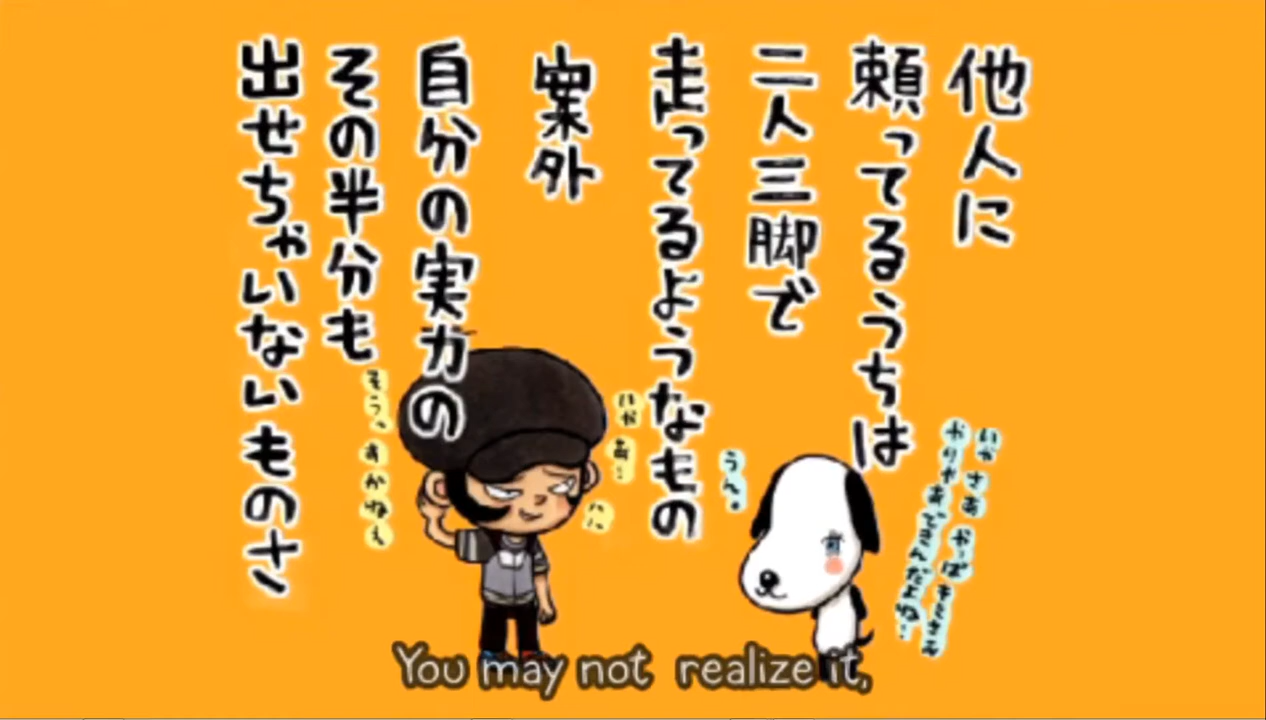 他人に
頼ってるうちは
二人三脚で
走ってるようなもの
案外
自分の実力の
その半分も
出せちゃいないものさ
うん。
そう。
You may not realize it,